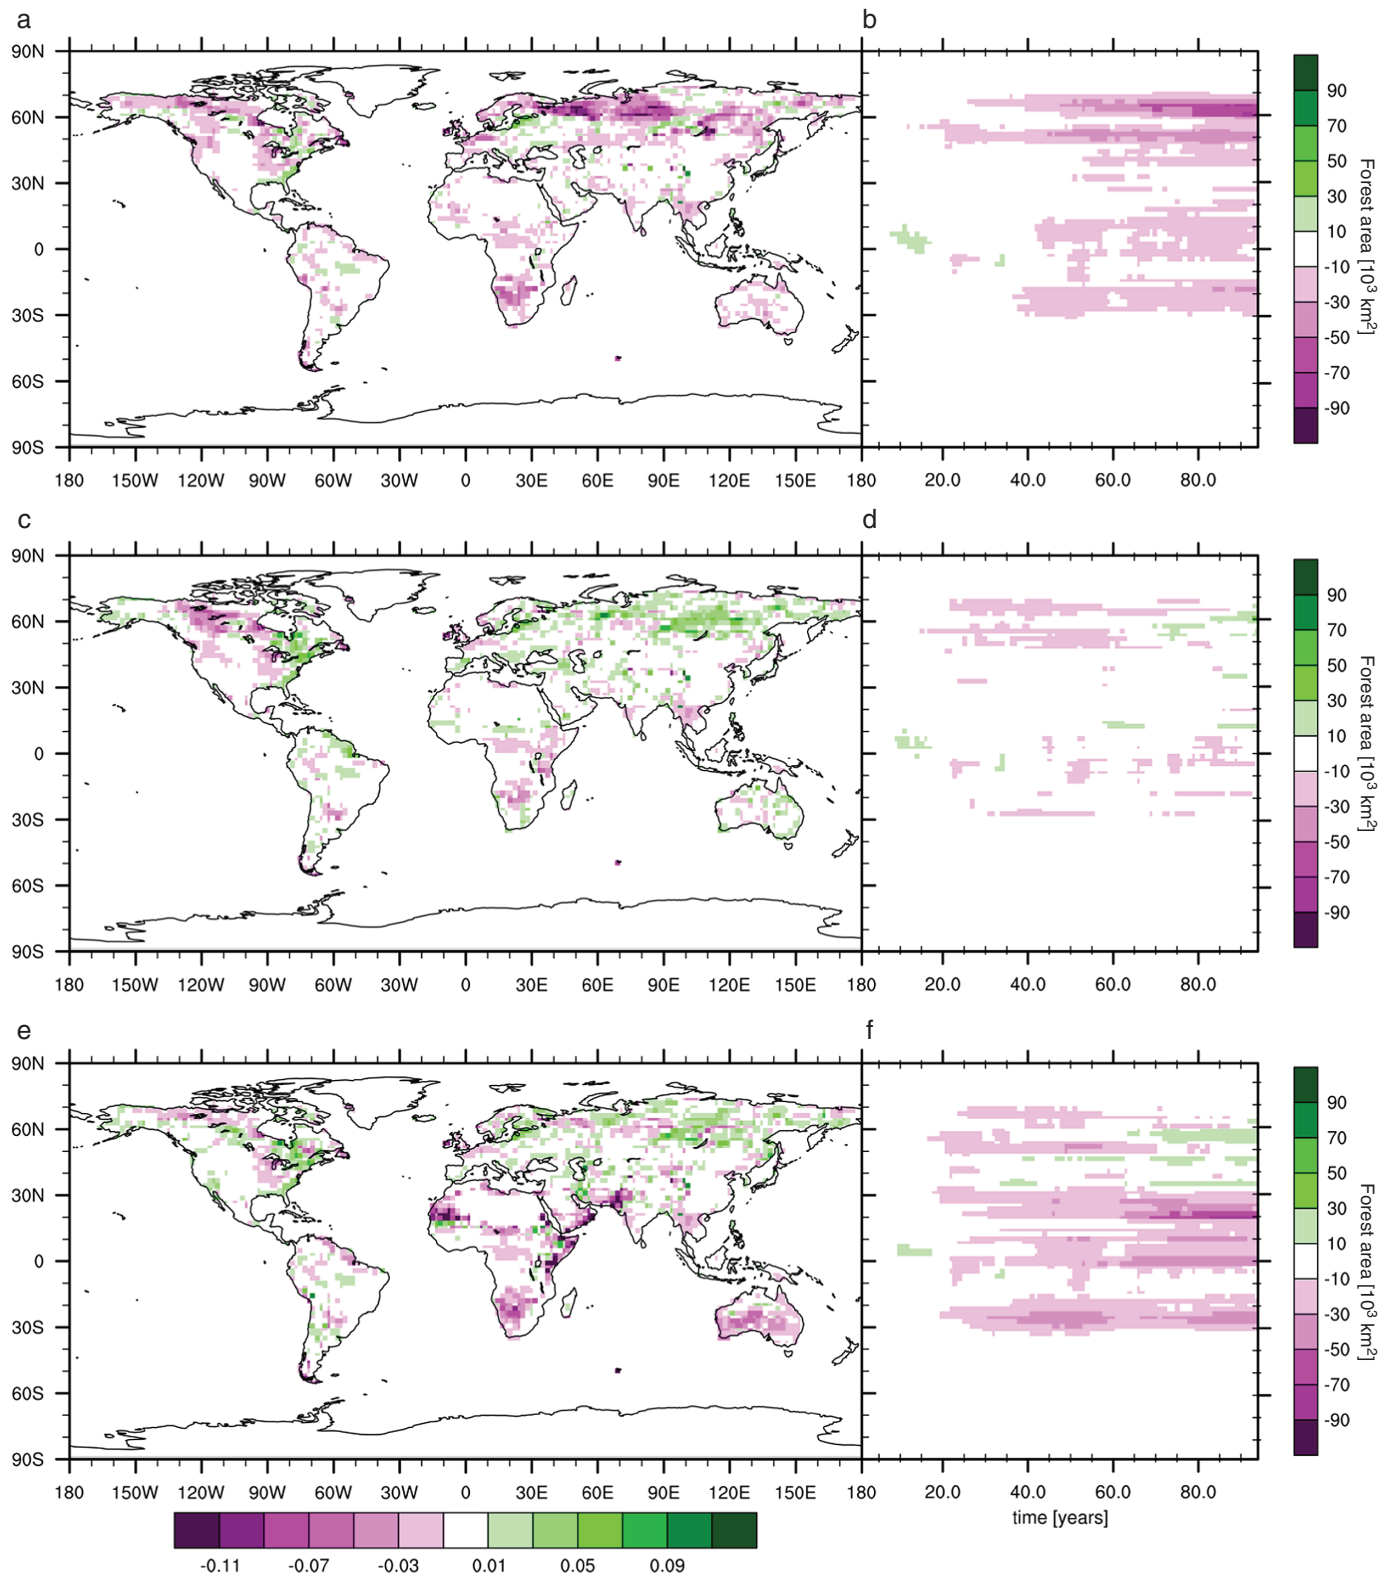 a
b
90N
60N
30N
0
30S
60S
90S
180 150W 120W 90W 60W 30W 0 30E 60E 90E 120E 150E 180
20.0 40.0 60.0 80.0
90
70
50
30
10
-10
-30
-50
-70
-90
Forest area [10³ km²]
c
d
90N
60N
30N
0
30S
60S
90S
180 150W 120W 90W 60W 30W 0 30E 60E 90E 120E 150E 180
20.0 40.0 60.0 80.0
90
70
50
30
10
-10
-30
-50
-70
-90
Forest area [10³ km²]
e
f
90N
60N
30N
0
30S
60S
90S
180 150W 120W 90W 60W 30W 0 30E 60E 90E 120E 150E 180
20.0 40.0 60.0 80.0
time [years]
90
70
50
30
10
-10
-30
-50
-70
-90
Forest area [10³ km²]
-0.11 -0.07 -0.03 0.01 0.05 0.09